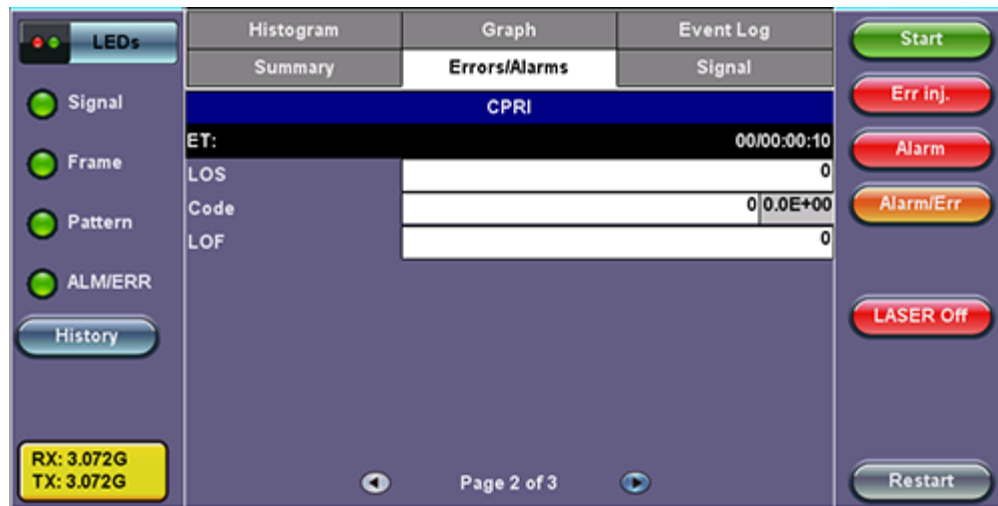 LEDs
Signal
Frame
Pattern
ALM/ERR
History
RX: 3.072G
TX: 3.072G
Histogram Graph Event Log
Summary Errors/Alarms Signal
CPRI
ET: 00/00:00:10
LOS 0
Code 0 0.0E+00
LOF 0
Page 2 of 3
Start
Err inj.
Alarm
Alarm/Err
LASER Off
Restart